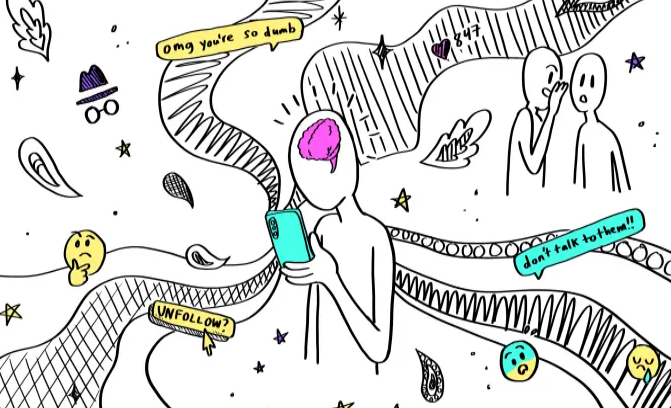 omg you're so dumb
847
don't talk to them!!
UNFOLLOW?